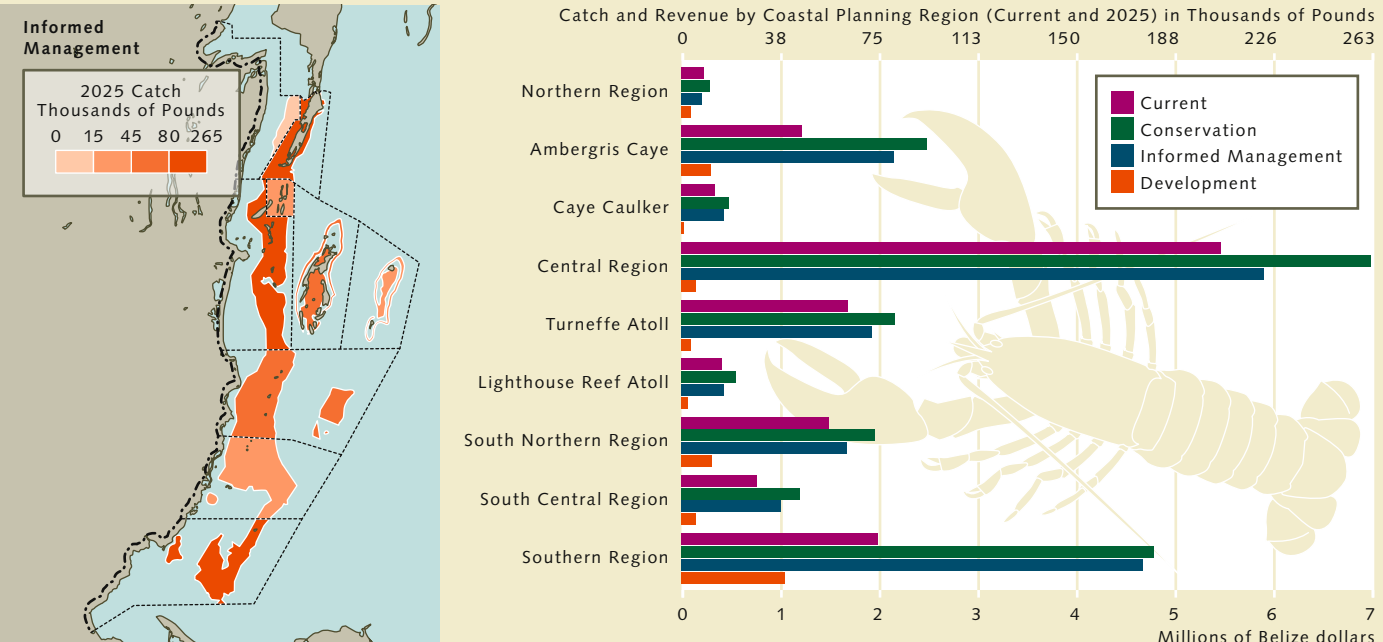 Informed
Management
2025 Catch
Thousands of Pounds
0 15 45 80 265
Catch and Revenue by Coastal Planning Region (Current and 2025) in Thousands of Pounds
0 38 75 113 150 188 226 263
Northern Region
Ambergris Caye
Caye Caulker
Central Region
Turneffe Atoll
Lighthouse Reef Atoll
South Northern Region
South Central Region
Southern Region
Current
Conservation
Informed Management
Development
0 1 2 3 4 5 6 7
Millions of Belize dollars